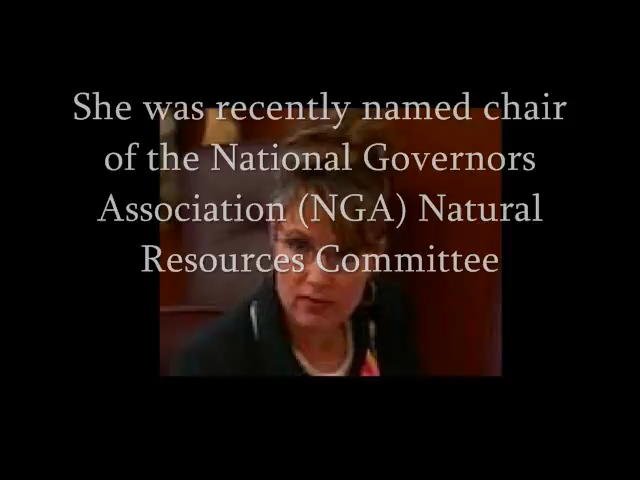 She was recently named chair
of the National Governors
Association (NGA) Natural
Resources Committee